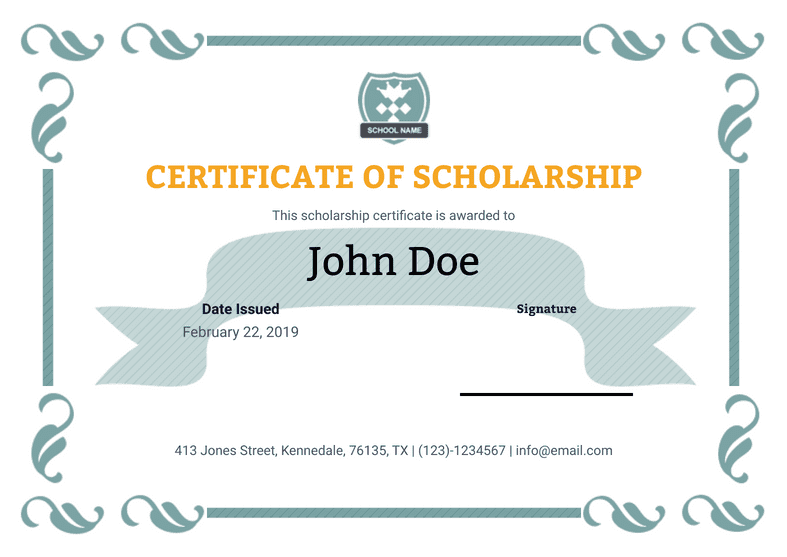 SCHOOL NAME
CERTIFICATE OF SCHOLARSHIP
This scholarship certificate is awarded to
John Doe
Date Issued
Signature
February 22, 2019
413 Jones Street, Kennedale, 76135, TX | (123)-1234567 | info@email.com